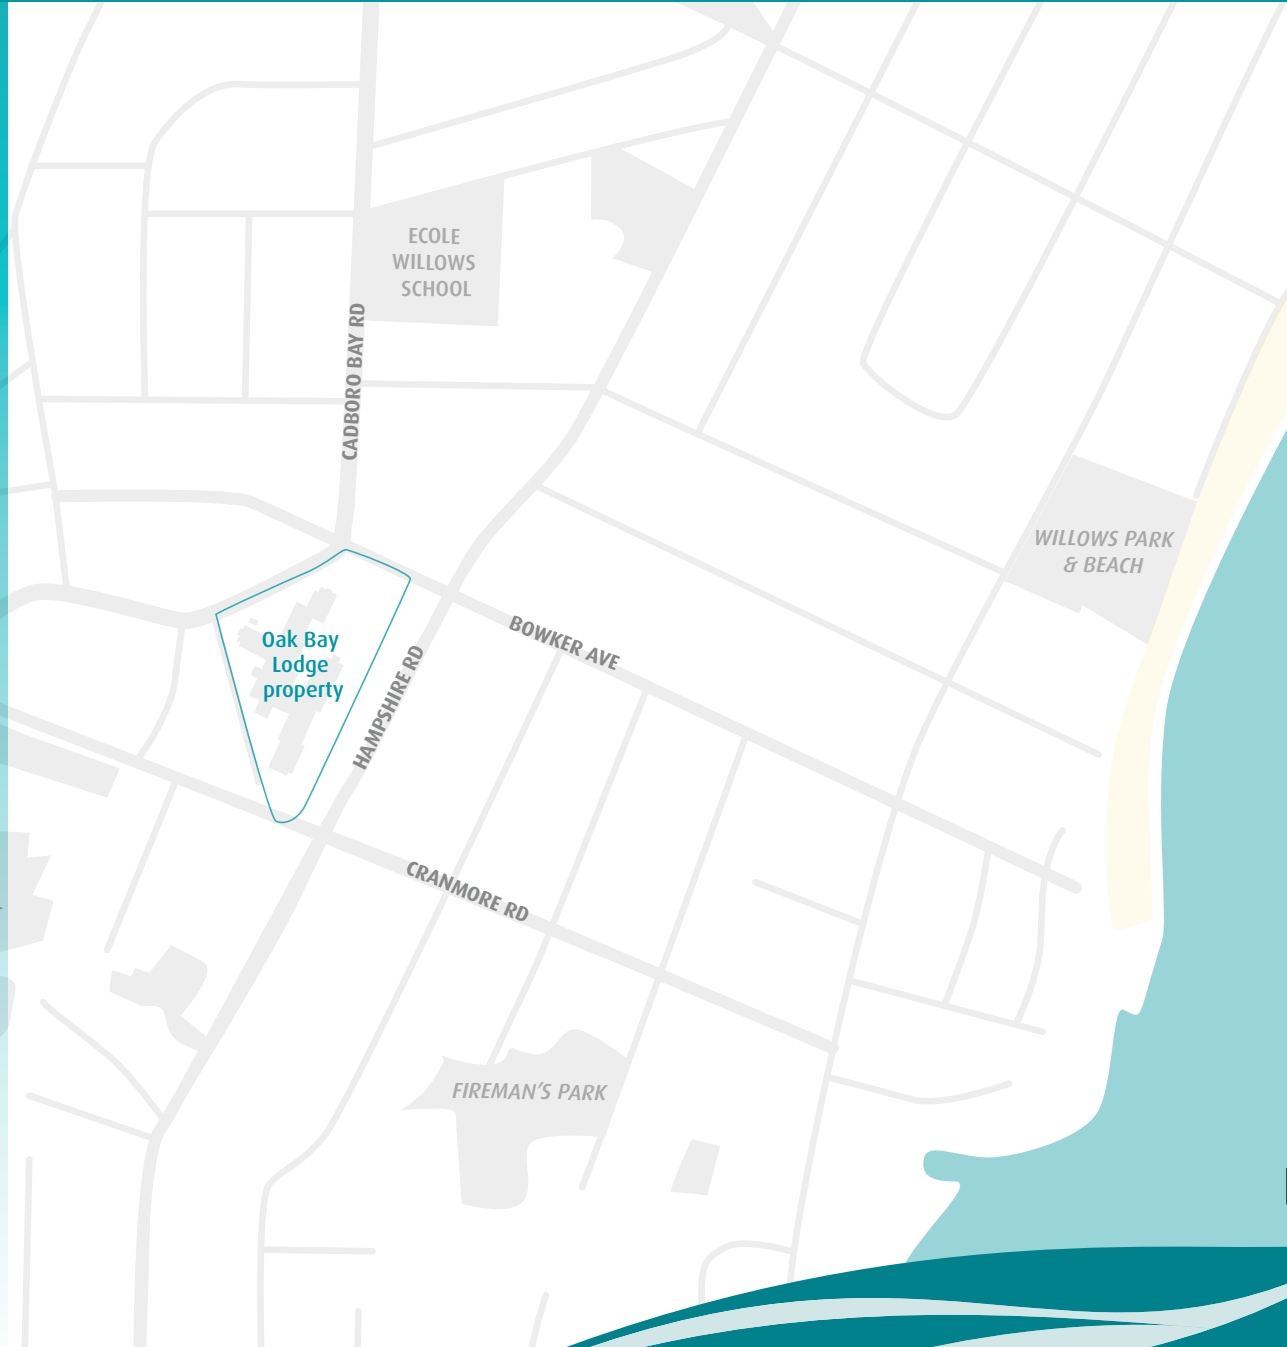 ECOLE
WILLOWS
SCHOOL
CADBORO BAY RD
WILLOWS PARK
& BEACH
BOWKER AVE
Oak Bay
Lodge
property
HAMPSHIRE RD
CRANMORE RD
FIREMAN'S PARK